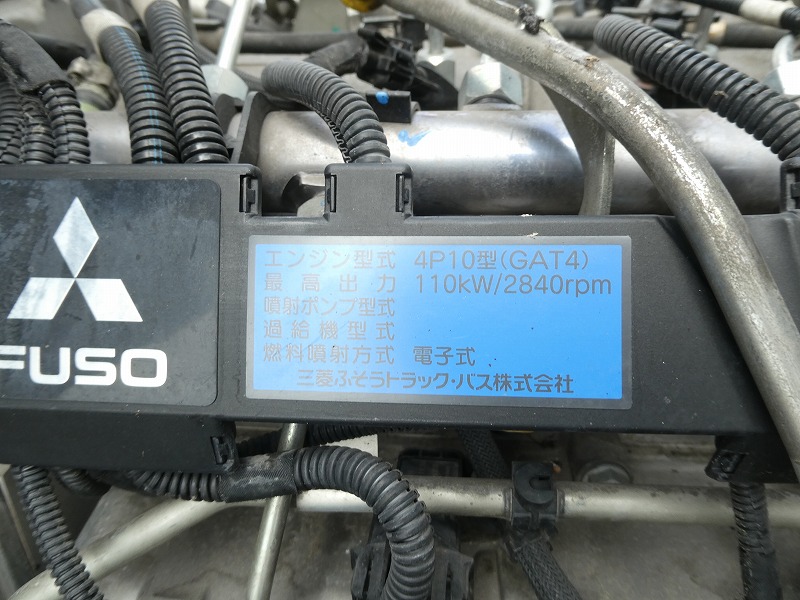 FUSO
エンジン型式 4P10型(GAT4)
最高出力 110kW/2840rpm
噴射ポンプ型式
過給機型式
燃料噴射方式 電子式
三菱ふそうトラック・バス株式会社